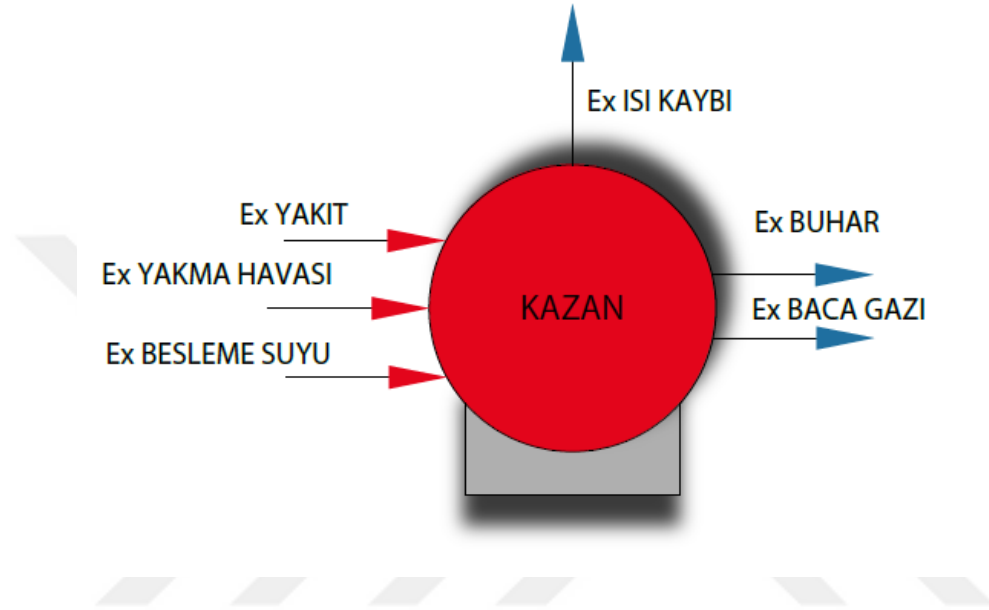 Ex ISI KAYBI
Ex YAKIT
Ex BUHAR
Ex YAKMA HAVASI
KAZAN
Ex BACA GAZI
Ex BESLEME SUYU